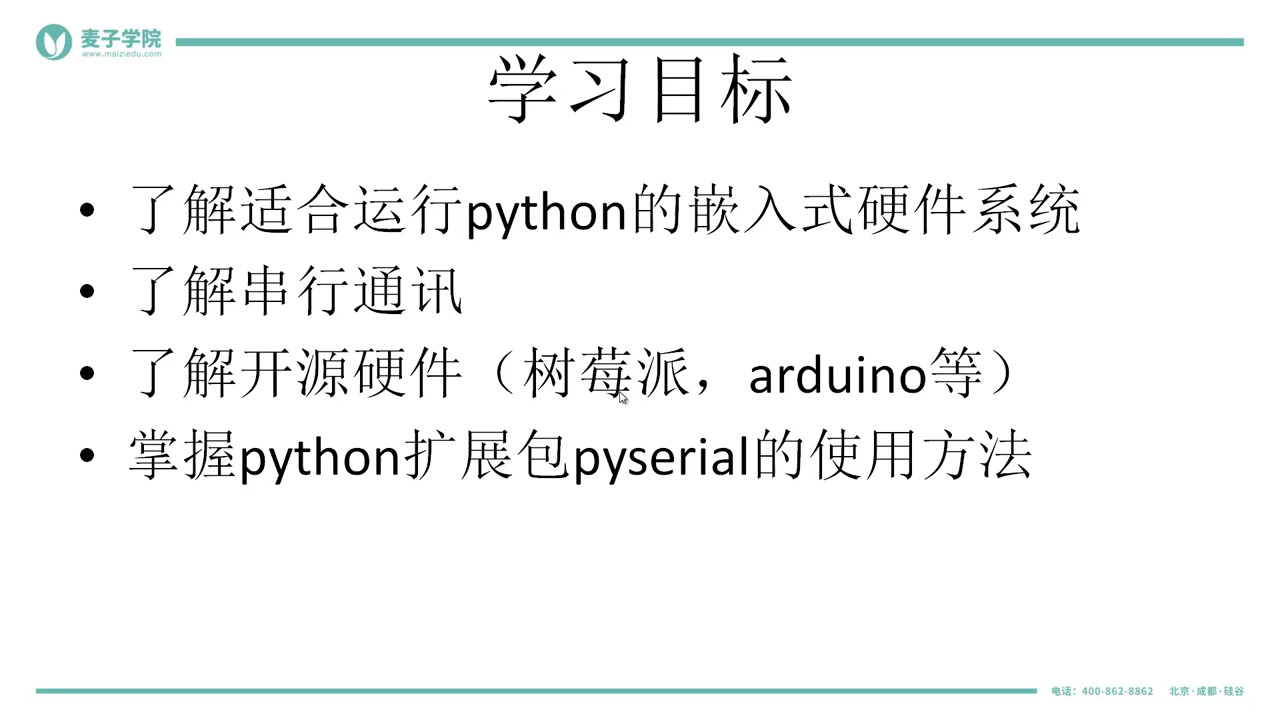 麦子学院
www.maiziedu.com
学习目标
• 了解适合运行python的嵌入式硬件系统
• 了解串行通讯
• 了解开源硬件（树莓派，arduino等）
• 掌握python扩展包pyserial的使用方法
电话：400-862-8862 北京·成都·硅谷